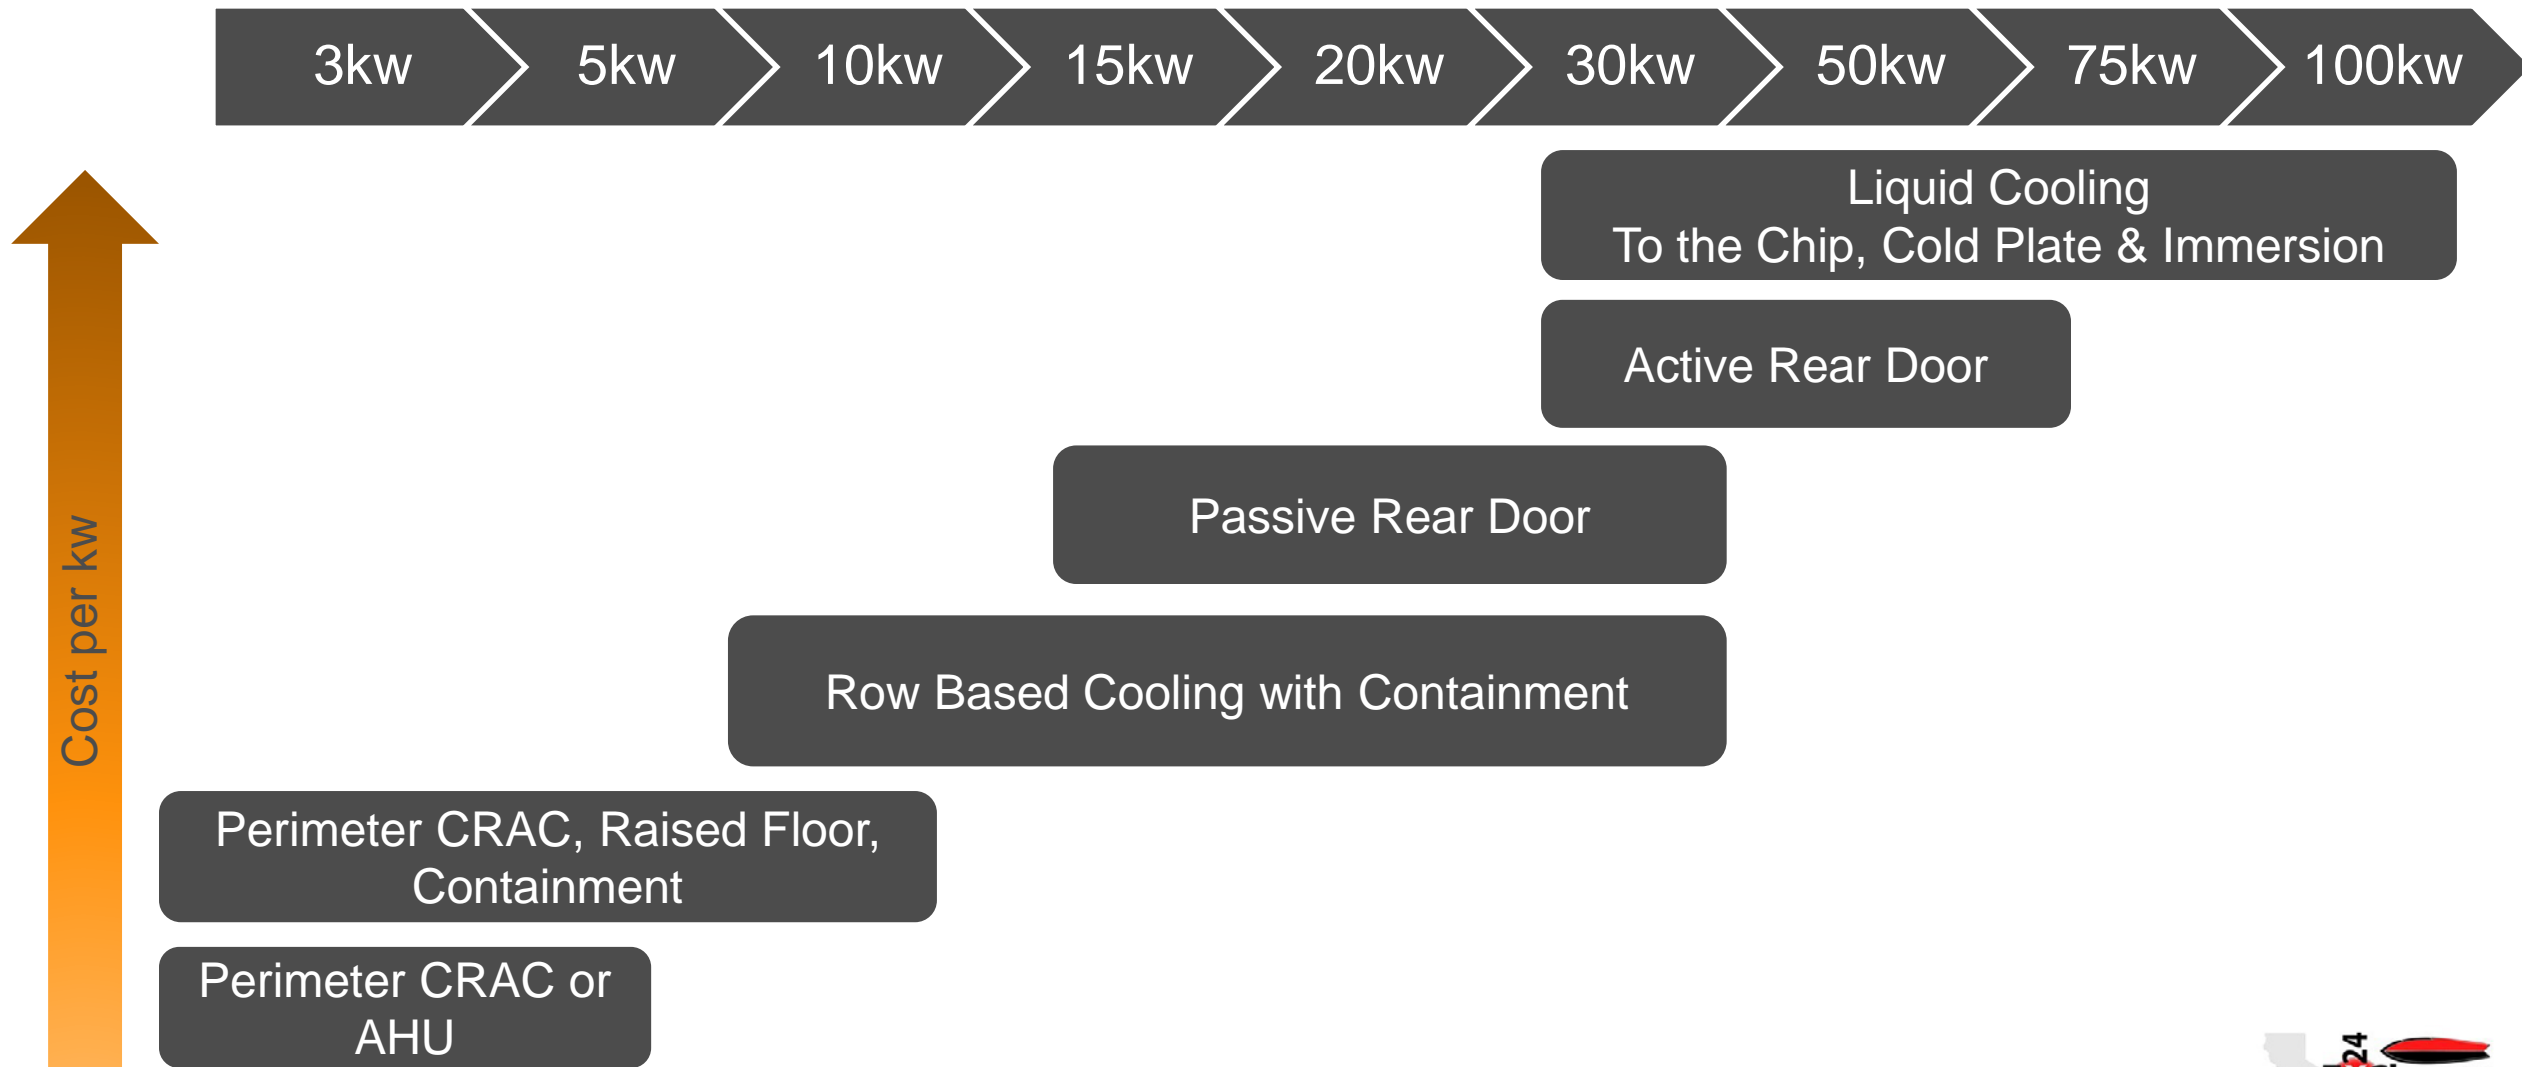 3kw 5kw 10kw 15kw 20kw 30kw 50kw 75kw 100kw
Liquid Cooling
To the Chip, Cold Plate & Immersion
Active Rear Door
Passive Rear Door
Cost per kw
Row Based Cooling with Containment
Perimeter CRAC, Raised Floor,
Containment
Perimeter CRAC or
AHU
24